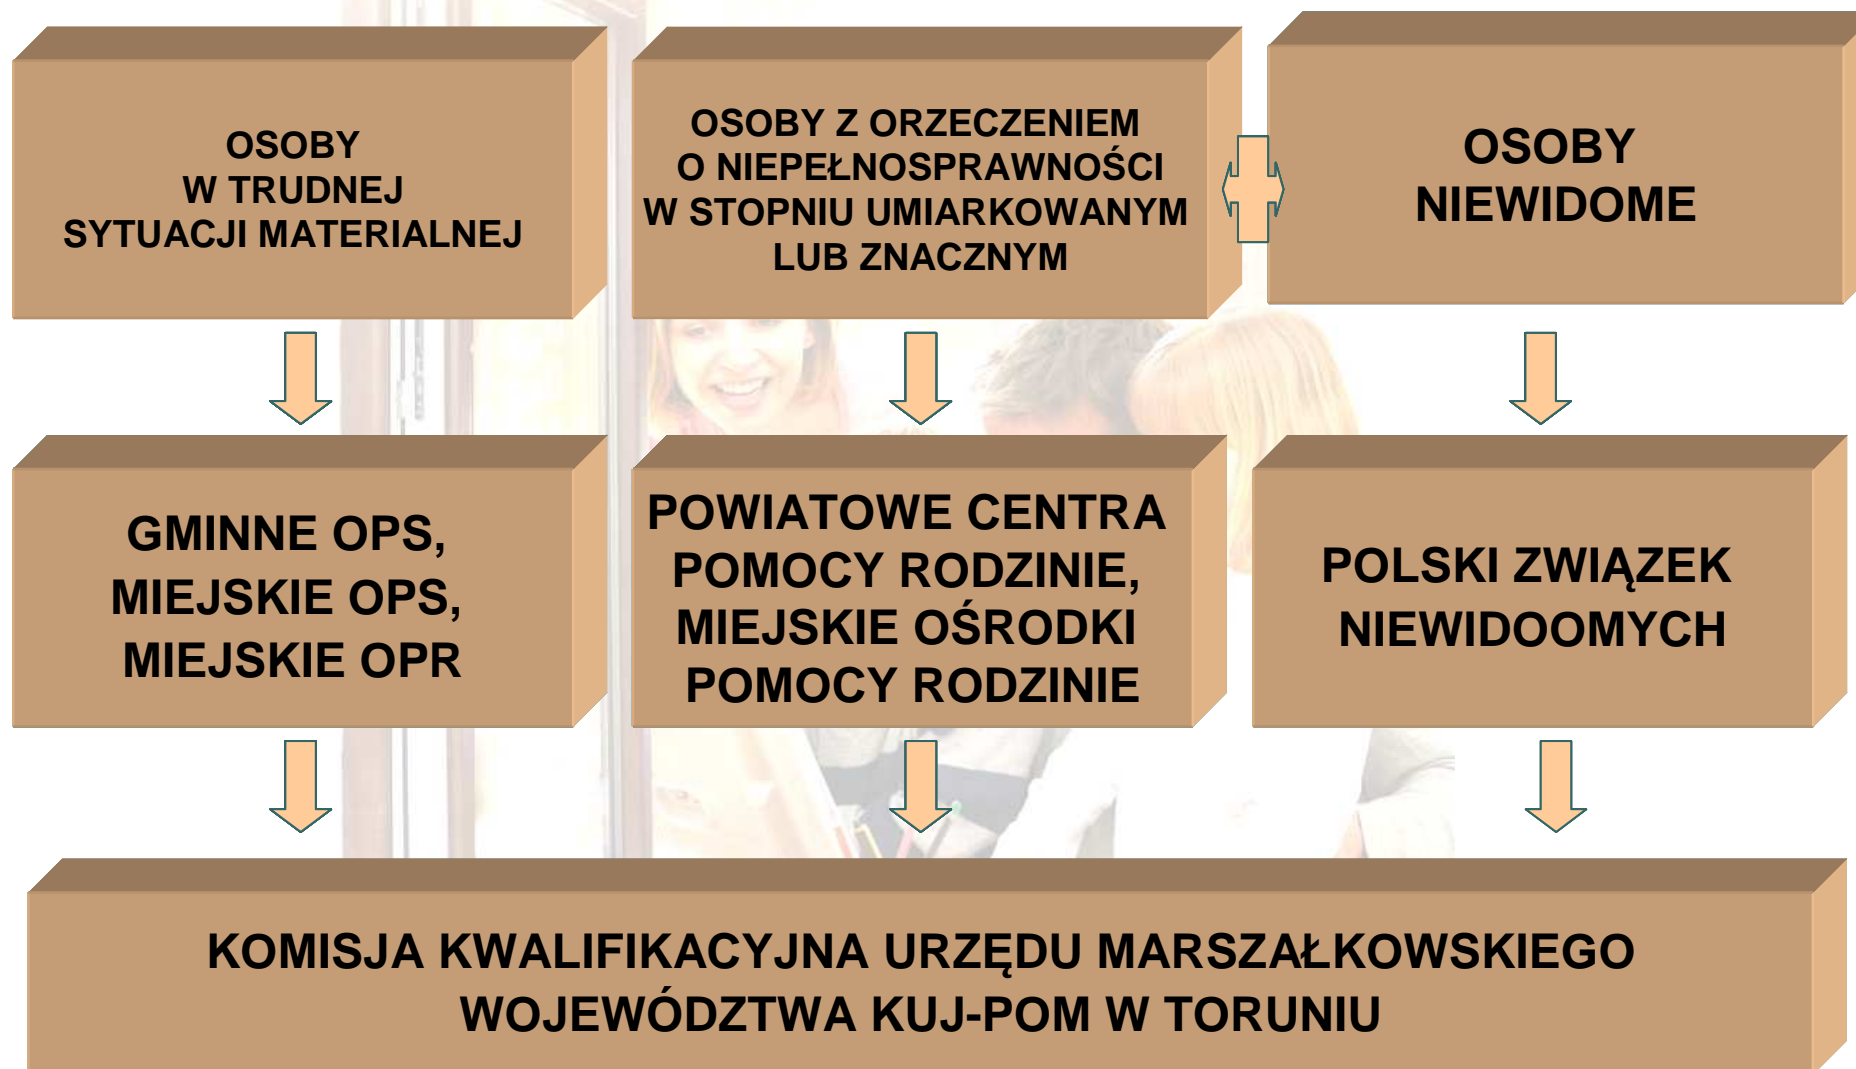 OSOBY
W TRUDNEJ
SYTUACJI MATERIALNEJ
OSOBY Z ORZECZENIEM
O NIEPEŁNOSPRAWNOŚCI
W STOPNIU UMIARKOWANYM
LUB ZNACZNYM
OSOBY
NIEWIDOME
GMINNE OPS,
MIEJSKIE OPS,
MIEJSKIE OPR
POWIATOWE CENTRA
POMOCY RODZINIE,
MIEJSKIE OŚRODKI
POMOCY RODZINIE
POLSKI ZWIĄZEK
NIEWIDOOMYCH
KOMISJA KWALIFIKACYJNA URZĘDU MARSZAŁKOWSKIEGO
WOJEWÓDZTWA KUJ-POM W TORUNIU